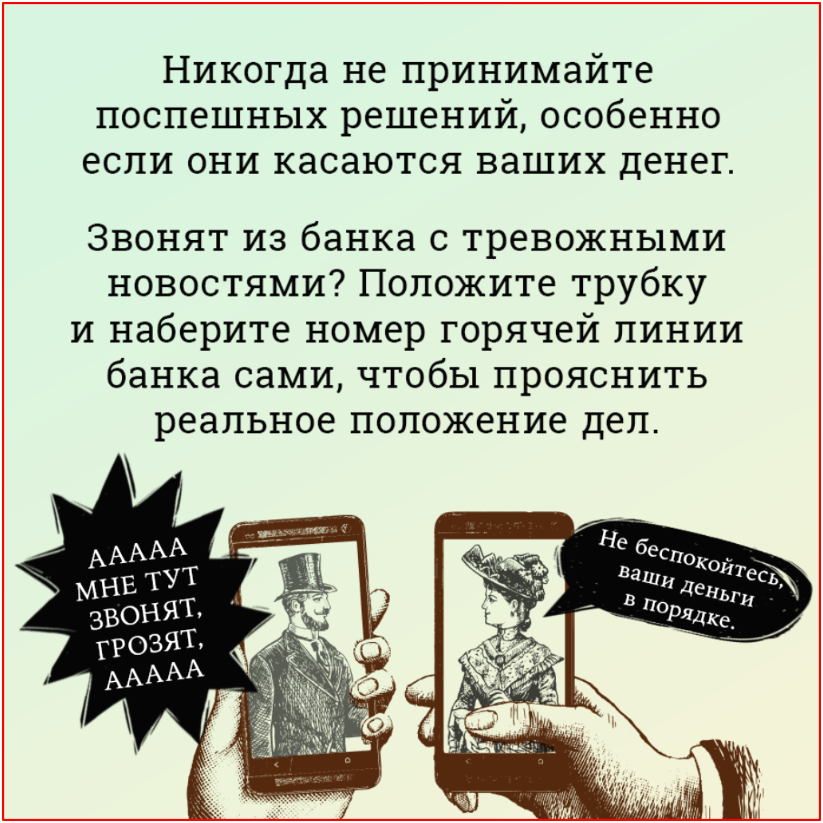 Никогда не принимайте
поспешных решений, особенно
если они касаются ваших денег.
Звонят из банка с тревожными
новостями? Положите трубку
и наберите номер горячей линии
банка сами, чтобы прояснить
реальное положение дел.
ААААА
МНЕ ТУТ
ЗВОНЯТ,
ГРОЗЯТ,
ААААА
Не беспокойтесь,
ваши деньги
в порядке.